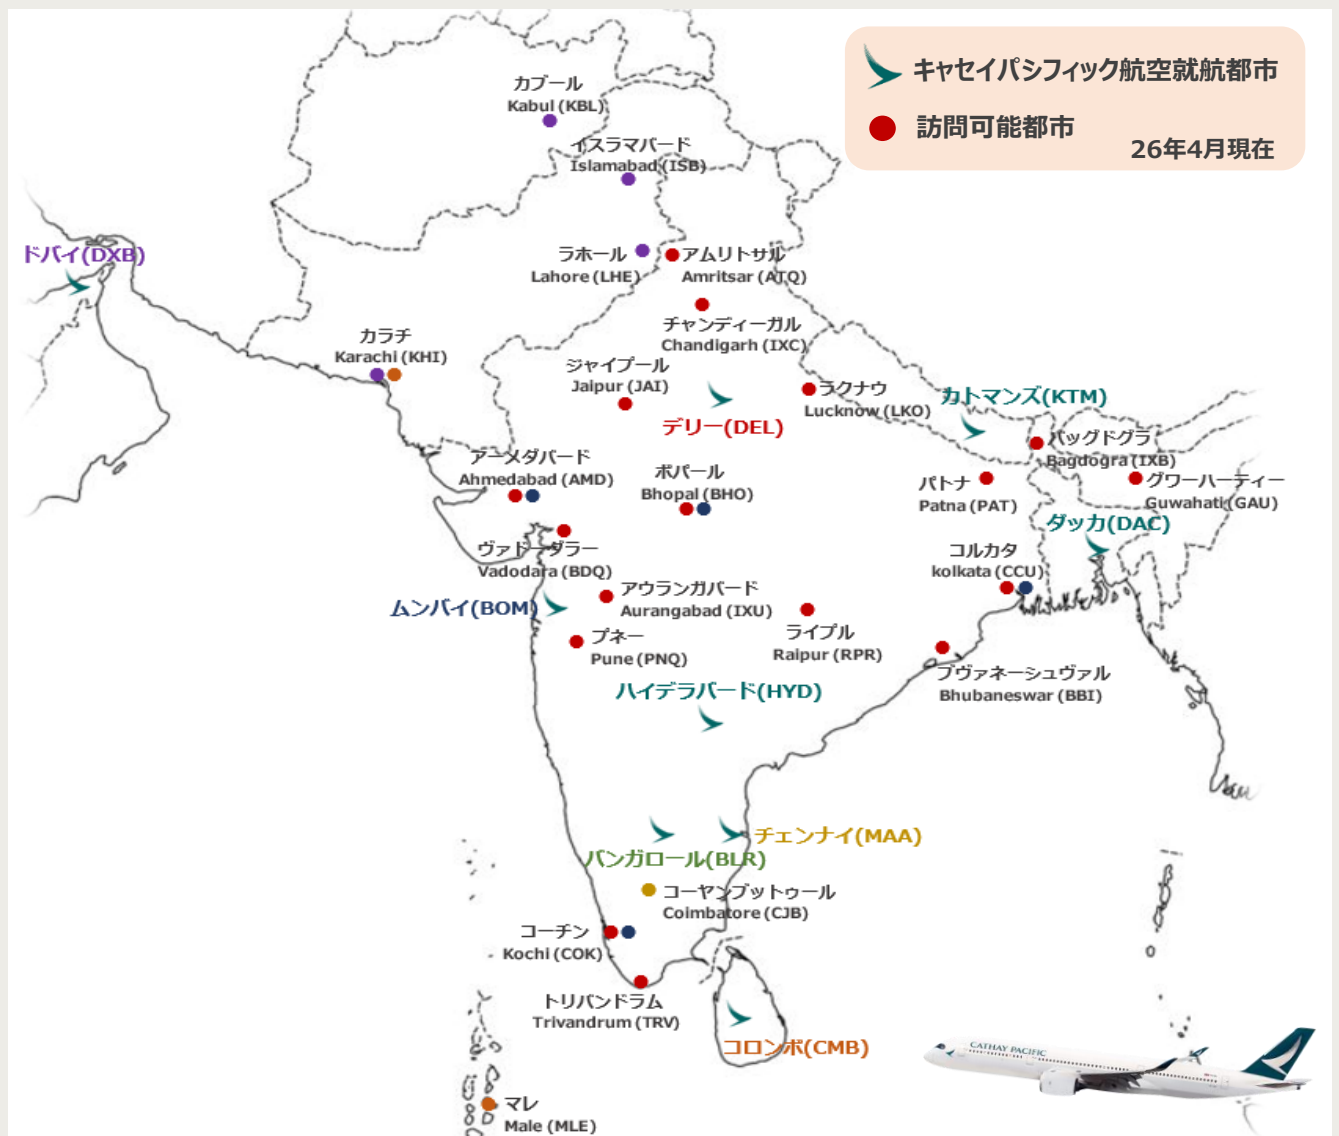 キャセイパシフィック航空就航都市
訪問可能都市
26年4月現在
カブール
Kabul (KBL)
イスラマバード
Islamabad (ISB)
ドバイ(DXB)
ラホール
Lahore (LHE)
アムリトサル
Amritsar (ATQ)
チャンディーガル
Chandigarh (IXC)
カラチ
Karachi (KHI)
ジャイプール
Jaipur (JAI)
デリー(DEL)
ラクナウ
Lucknow (LKO)
カトマンズ(KTM)
バッグドグラ
Bagdogra (IXB)
アーメダバード
Ahmedabad (AMD)
ボパール
Bhopal (BHO)
パトナ
Patna (PAT)
グワーハーティー
Guwahati (GAU)
ダッカ(DAC)
ヴァドーダラー
Vadodara (BDQ)
コルカタ
kolkata (CCU)
ムンバイ(BOM)
アウランガバード
Aurangabad (IXU)
プネー
Pune (PNQ)
ライプル
Raipur (RPR)
ブヴァネーシュヴァル
Bhubaneswar (BBI)
ハイデラバード(HYD)
チェンナイ(MAA)
バンガロール(BLR)
コーヤンブットゥール
Coimbatore (CJB)
コーチン
Kochi (COK)
トリバンドラム
Trivandrum (TRV)
コロンボ(CMB)
CATHAY PACIFIC
マレ
Male (MLE)